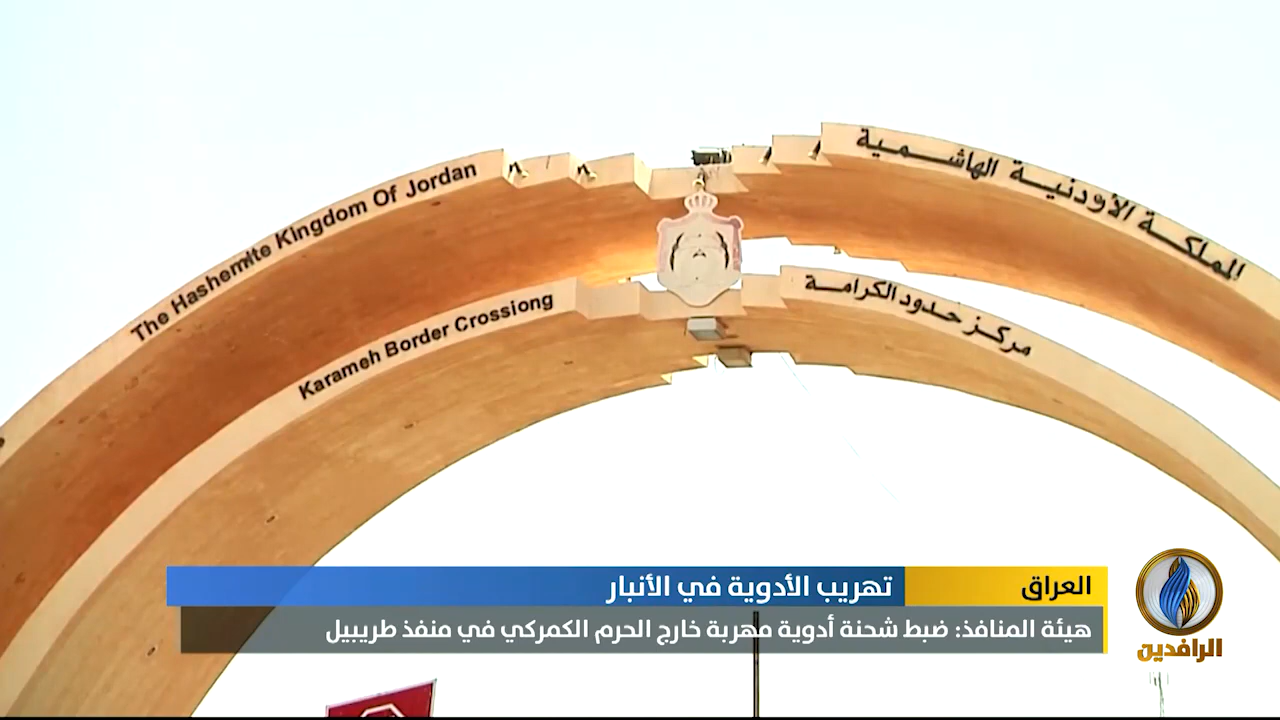 The Hashemite Kingdom Of Jordan
المملكة الأردنية الهاشمية
Karameh Border Crossiong
مركز حدود الكرامة
العراق
تهريب الأدوية في الأنبار
هيئة المنافذ: ضبط شحنة أدوية مهربة خارج الحرم الكمركي في منفذ طريبيل
الرافدين